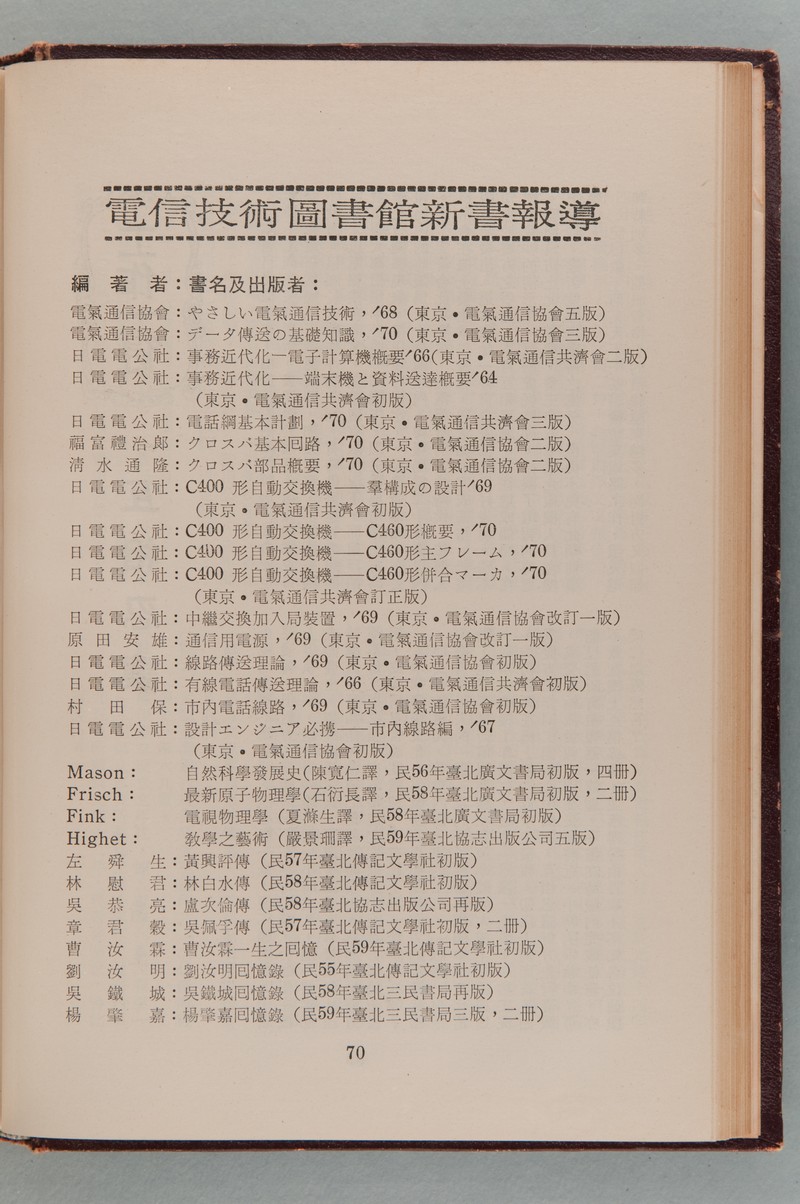 電信技術圖書館新書報導
編著者：書名及出版者：
電氣通信協會：やさしい電氣通信技術，'68（東京•電氣通信協會五版）
電氣通信協會：データ傳送の基礎知識，'70（東京•電氣通信協會三版）
日電電公社：事務近代化一電子計算機概要'66(東京•電氣通信共濟會二版）
日電電公社：事務近代化——端末機と資料送達概要'64
（東京•電氣通信共濟會初版）
日電電公社：電話綱基本計劃，'70（東京•電氣通信共濟會三版）
福富禮治郎：クロスバ基本回路，'70（東京•電氣通信協會二版）
清水通隆：クロスバ部品概要，'70（東京•電氣通信協會二版）
日電電公社：C400 形自動交換機——羣構成の設計'69
（東京•電氣通信共濟會初版）
日電電公社：C400 形自動交換機——C460形概要，'70
日電電公社：C400 形自動交換機——C460形主フレーム，'70
日電電公社：C400 形自動交換機——C460形併合マーカ，'70
（東京•電氣通信共濟會訂正版）
日電電公社：中繼交換加入局裝置，'69（東京•電氣通信協會改訂一版）
原田安雄：通信用電源，'69（東京•電氣通信協會改訂一版）
日電電公社：線路傳送理論，'69（東京•電氣通信協會初版）
日電電公社：有線電話傳送理論，'66（東京•電氣通信共濟會初版）
村田保：市內電話線路，'69（東京•電氣通信協會初版）
日電電公社：設計エンジニア必携——市內線路編，'67
（東京•電氣通信協會初版）
Mason：自然科學發展史(陳寬仁譯，民56年臺北廣文書局初版，四冊）
Frisch：最新原子物理學(石衍長譯，民58年臺北廣文書局初版，二冊）
Fink：電視物理學（夏滌生譯，民58年臺北廣文書局初版）
Highet：敎學之藝術（嚴景珊譯，民59年臺北協志出版公司五版）
左舜生：黃興評傳（民57年臺北傳記文學社初版）
林慰君：林白水傳（民58年臺北傳記文學社初版）
吳恭亮：盧次倫傳（民58年臺北協志出版公司再版）
章君穀：吳佩孚傳（民57年臺北傳記文學社初版，二冊）
曹汝霖：曹汝霖一生之回憶（民59年臺北傳記文學社初版）
劉汝明：劉汝明回憶錄（民55年臺北傳記文學社初版）
吳鐵城：吳鐵城回憶錄（民58年臺北三民書局再版）
楊肇嘉：楊肇嘉回憶錄（民59年臺北三民書局三版，二冊）
70